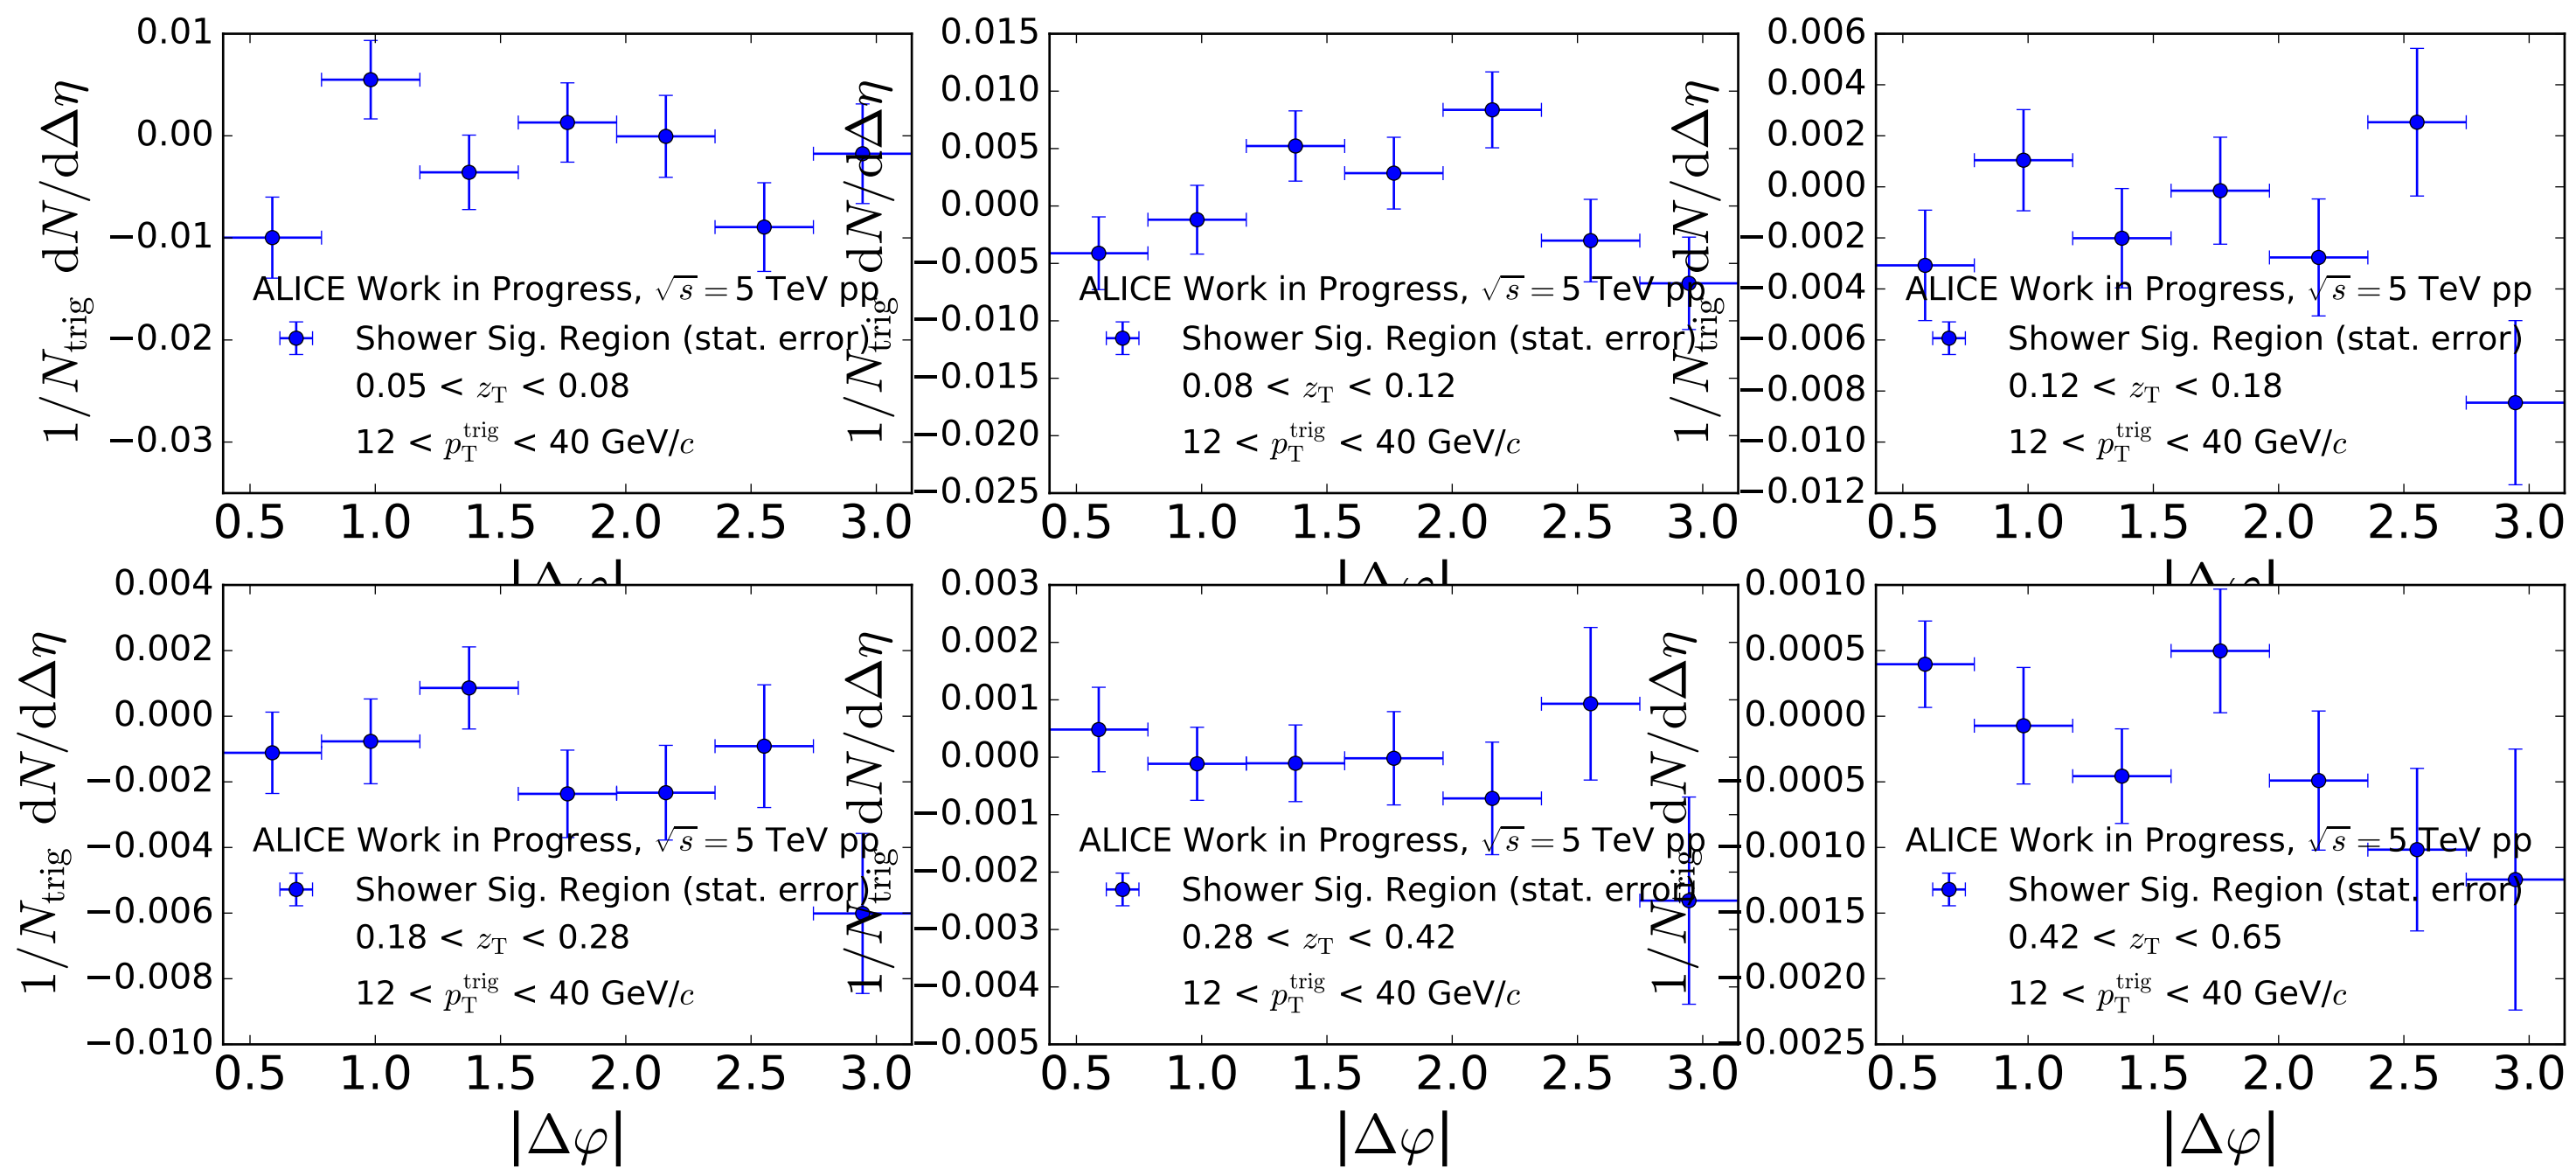 1/N_trig dN/dΔη
0.01
0.00
−0.01
−0.02
−0.03
ALICE Work in Progress, √s = 5 TeV pp
Shower Sig. Region (stat. error)
0.05 < z_T < 0.08
12 < p_T^trig < 40 GeV/c
0.5 1.0 1.5 2.0 2.5 3.0
|Δφ|
1/N_trig dN/dΔη
0.015
0.010
0.005
0.000
−0.005
−0.010
−0.015
−0.020
−0.025
ALICE Work in Progress, √s = 5 TeV pp
Shower Sig. Region (stat. error)
0.08 < z_T < 0.12
12 < p_T^trig < 40 GeV/c
0.5 1.0 1.5 2.0 2.5 3.0
|Δφ|
1/N_trig dN/dΔη
0.006
0.004
0.002
0.000
−0.002
−0.004
−0.006
−0.008
−0.010
−0.012
ALICE Work in Progress, √s = 5 TeV pp
Shower Sig. Region (stat. error)
0.12 < z_T < 0.18
12 < p_T^trig < 40 GeV/c
0.5 1.0 1.5 2.0 2.5 3.0
|Δφ|
1/N_trig dN/dΔη
0.004
0.002
0.000
−0.002
−0.004
−0.006
−0.008
−0.010
ALICE Work in Progress, √s = 5 TeV pp
Shower Sig. Region (stat. error)
0.18 < z_T < 0.28
12 < p_T^trig < 40 GeV/c
0.5 1.0 1.5 2.0 2.5 3.0
|Δφ|
1/N_trig dN/dΔη
0.003
0.002
0.001
0.000
−0.001
−0.002
−0.003
−0.004
−0.005
ALICE Work in Progress, √s = 5 TeV pp
Shower Sig. Region (stat. error)
0.28 < z_T < 0.42
12 < p_T^trig < 40 GeV/c
0.5 1.0 1.5 2.0 2.5 3.0
|Δφ|
1/N_trig dN/dΔη
0.0010
0.0005
0.0000
−0.0005
−0.0010
−0.0015
−0.0020
−0.0025
ALICE Work in Progress, √s = 5 TeV pp
Shower Sig. Region (stat. error)
0.42 < z_T < 0.65
12 < p_T^trig < 40 GeV/c
0.5 1.0 1.5 2.0 2.5 3.0
|Δφ|